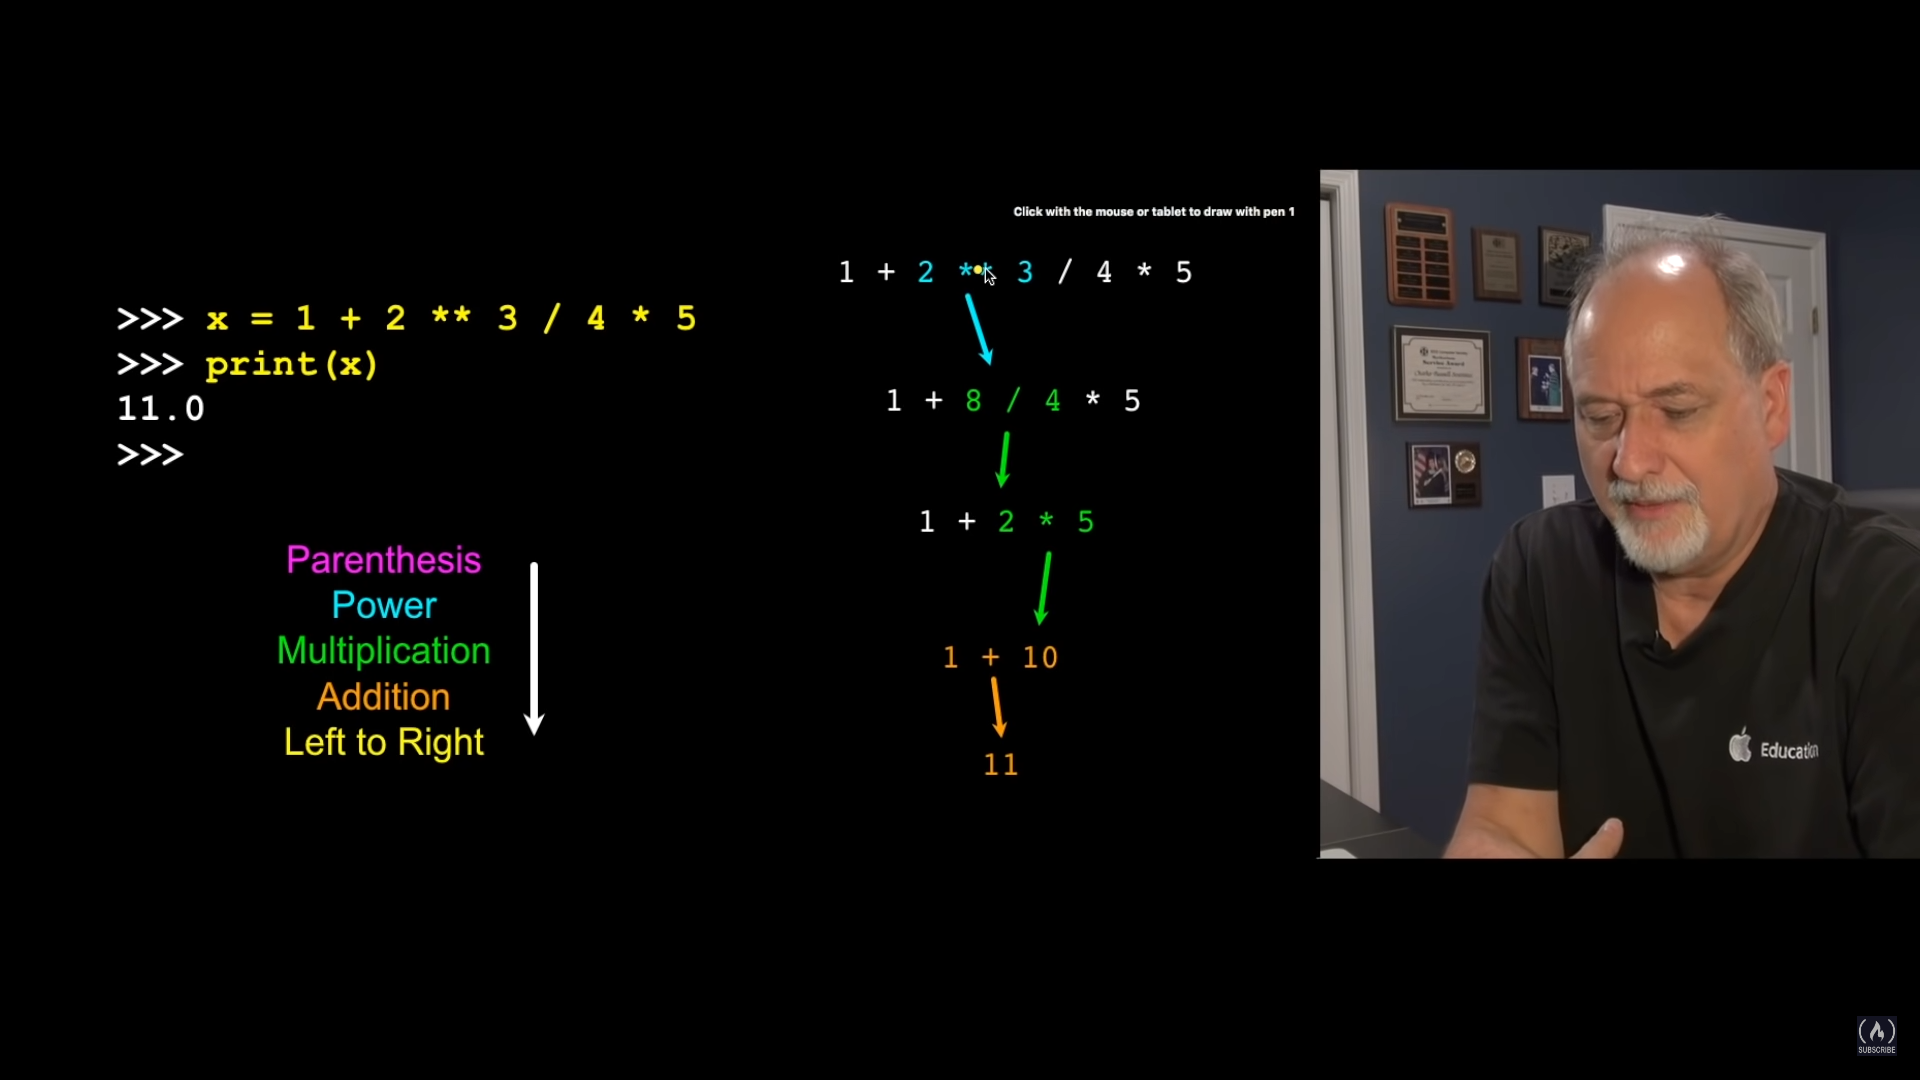 Click with the mouse or tablet to draw with pen 1
>>> x = 1 + 2 ** 3 / 4 * 5
>>> print(x)
11.0
>>>
Parenthesis
Power
Multiplication
Addition
Left to Right
1 + 2 ** 3 / 4 * 5
1 + 8 / 4 * 5
1 + 2 * 5
1 + 10
11
Service Award
Education
SUBSCRIBE